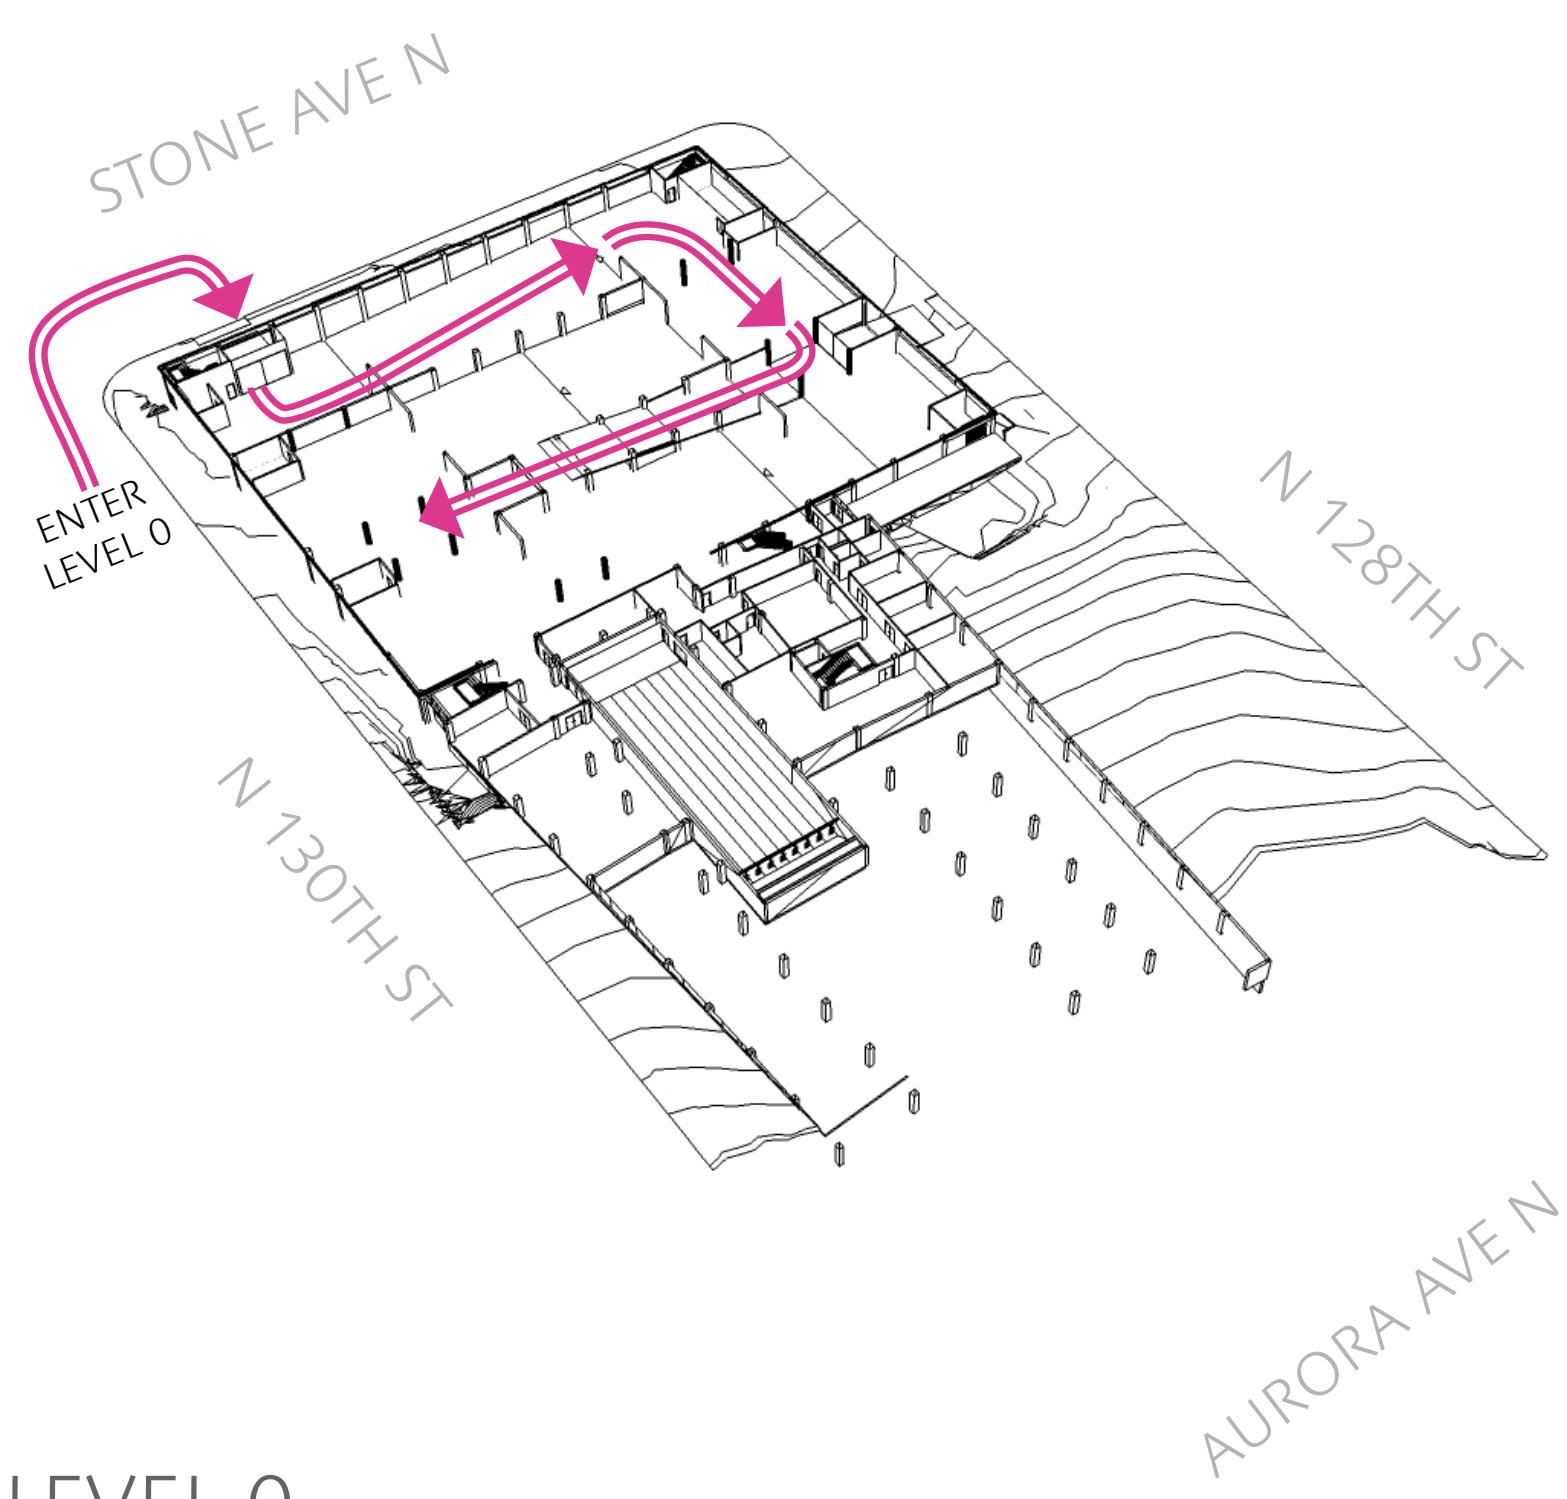 STONE AVE N
ENTER
LEVEL 0
N 128TH ST
N 130TH ST
AURORA AVE N
LEVEL 0